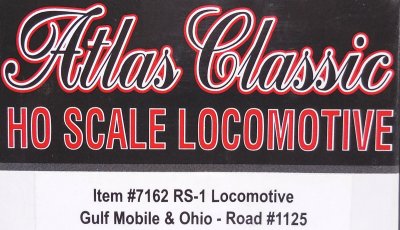 Atlas Classic
HO SCALE LOCOMOTIVE
Item #7162 RS-1 Locomotive
Gulf Mobile & Ohio - Road #1125